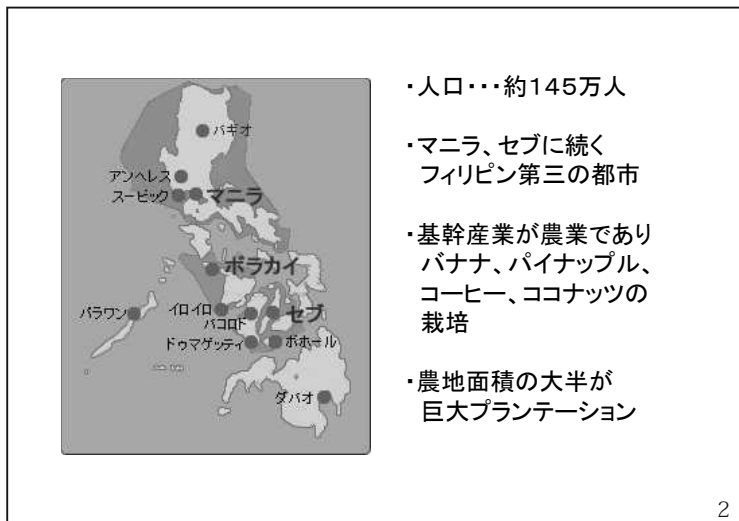 バギオ
アンヘレス
スービック
マニラ
ボラカイ
パラワン
イロイロ
バコロド
セブ
ドゥマゲッティ
ボホール
ダバオ
・人口・・・約145万人
・マニラ、セブに続く
フィリピン第三の都市
・基幹産業が農業であり
バナナ、パイナップル、
コーヒー、ココナッツの
栽培
・農地面積の大半が
巨大プランテーション
2